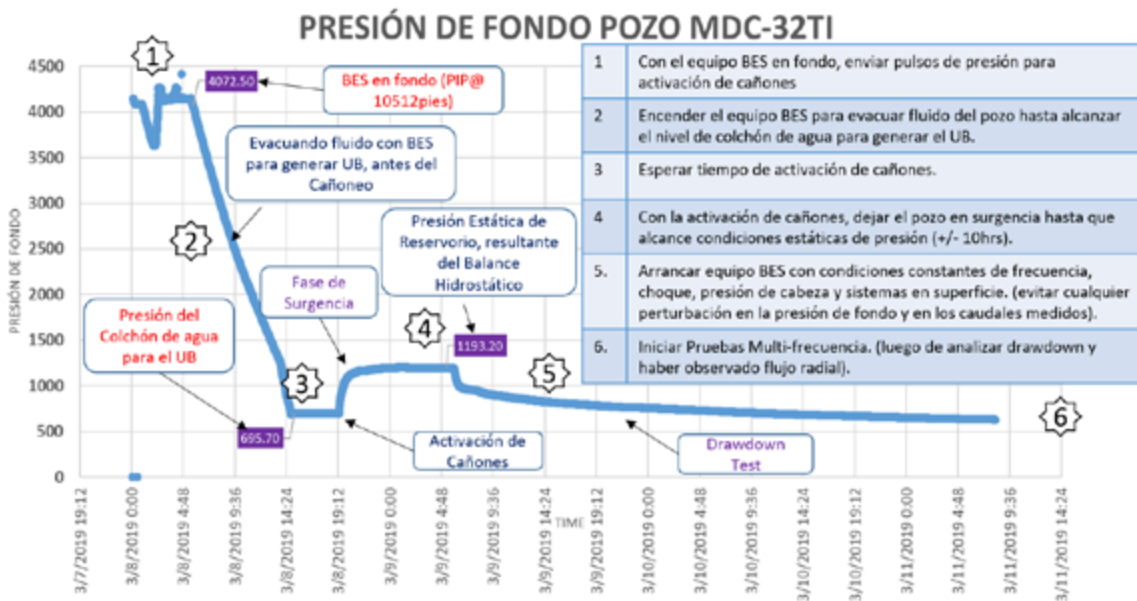 PRESIÓN DE FONDO POZO MDC-32TI
PRESIÓN DE FONDO
4500
4000
3500
3000
2500
2000
1500
1000
500
0
1
4072.50
BES en fondo (PIP@
10512pies)
Evacuando fluido con BES
para generar UB, antes del
Cañoneo
2
Presión Estática de
Reservorio, resultante
del Balance
Hidrostático
Fase de
Surgencia
Presión del
Colchón de agua
para el UB
4
1193.20
3
5
695.70
Activación de
Cañones
Drawdown
Test
6
1 Con el equipo BES en fondo, enviar pulsos de presión para
activación de cañones
2 Encender el equipo BES para evacuar fluido del pozo hasta alcanzar
el nivel de colchón de agua para generar el UB.
3 Esperar tiempo de activación de cañones.
4 Con la activación de cañones, dejar el pozo en surgencia hasta que
alcance condiciones estáticas de presión (+/- 10hrs).
5. Arrancar equipo BES con condiciones constantes de frecuencia,
choque, presión de cabeza y sistemas en superficie. (evitar cualquier
perturbación en la presión de fondo y en los caudales medidos).
6. Iniciar Pruebas Multi-frecuencia. (luego de analizar drawdown y
haber observado flujo radial).
3/7/2019 19:12
3/8/2019 0:00
3/8/2019 4:48
3/8/2019 9:36
3/8/2019 14:24
3/8/2019 19:12
3/9/2019 0:00
3/9/2019 4:48
3/9/2019 9:36
3/9/2019 14:24
3/9/2019 19:12
3/10/2019 0:00
3/10/2019 4:48
3/10/2019 9:36
3/10/2019 14:24
3/10/2019 19:12
3/11/2019 0:00
3/11/2019 4:48
3/11/2019 9:36
3/11/2019 14:24
TIME